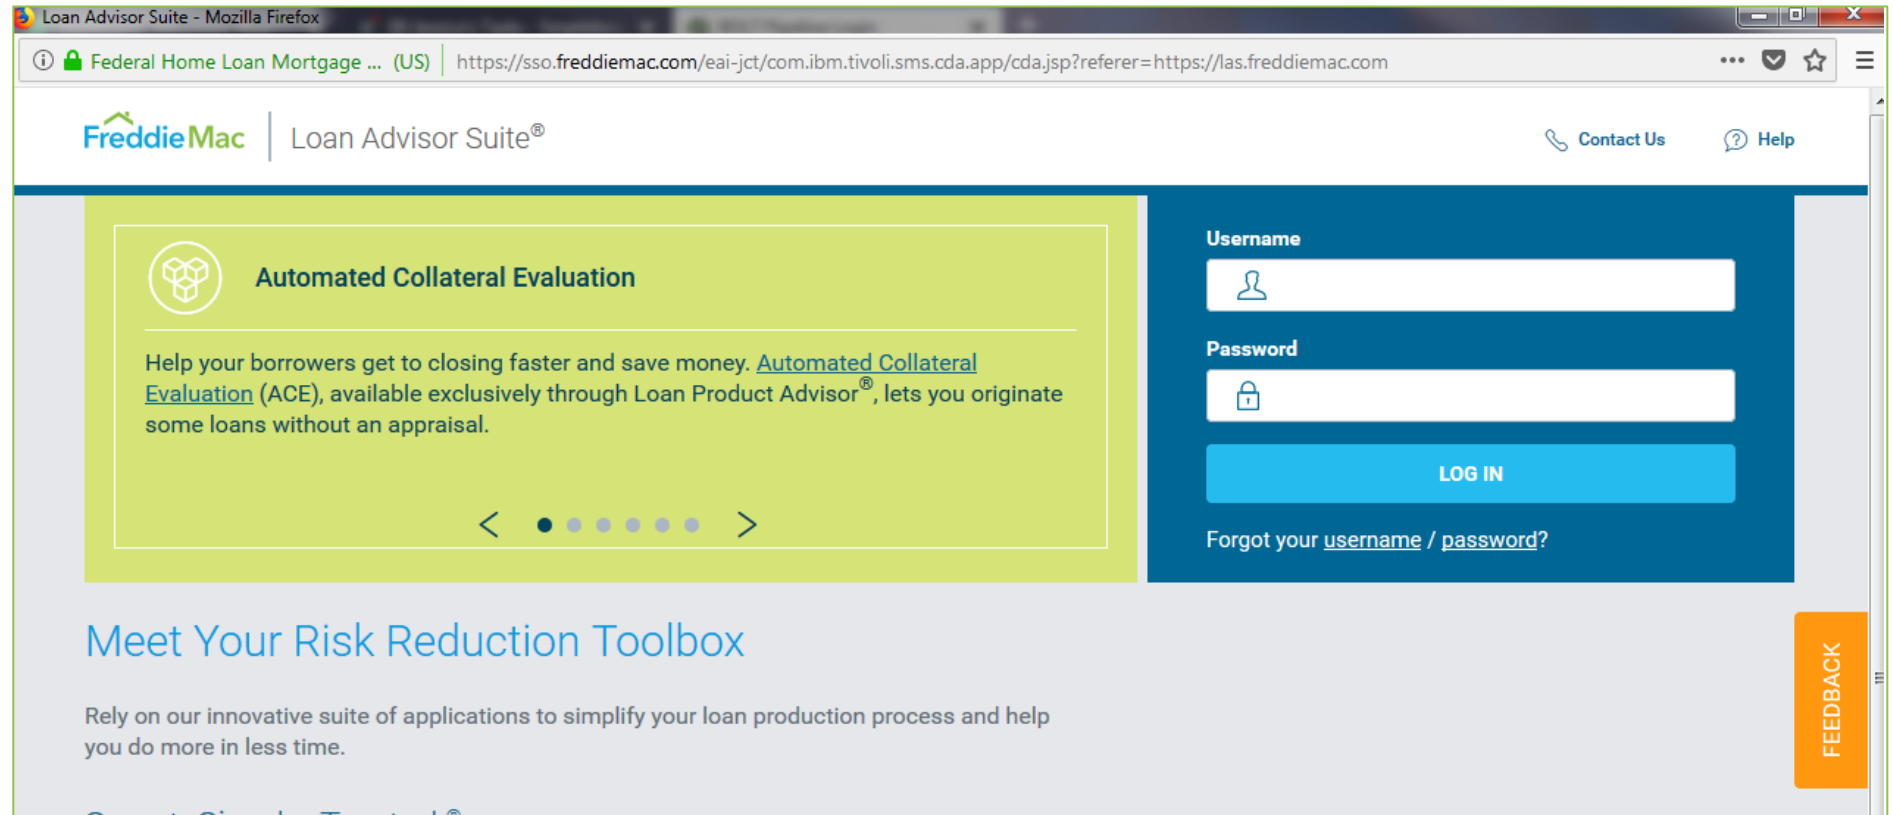 Loan Advisor Suite - Mozilla Firefox
Federal Home Loan Mortgage ... (US) https://sso.freddiemac.com/eai-jct/com.ibm.tivoli.sms.cda.app/cda.jsp?referer=https://las.freddiemac.com
Freddie Mac Loan Advisor Suite®
Contact Us
Help
Automated Collateral Evaluation
Help your borrowers get to closing faster and save money. Automated Collateral
Evaluation (ACE), available exclusively through Loan Product Advisor®, lets you originate
some loans without an appraisal.
Username
Password
LOG IN
Forgot your username / password?
Meet Your Risk Reduction Toolbox
Rely on our innovative suite of applications to simplify your loan production process and help
you do more in less time.
FEEDBACK